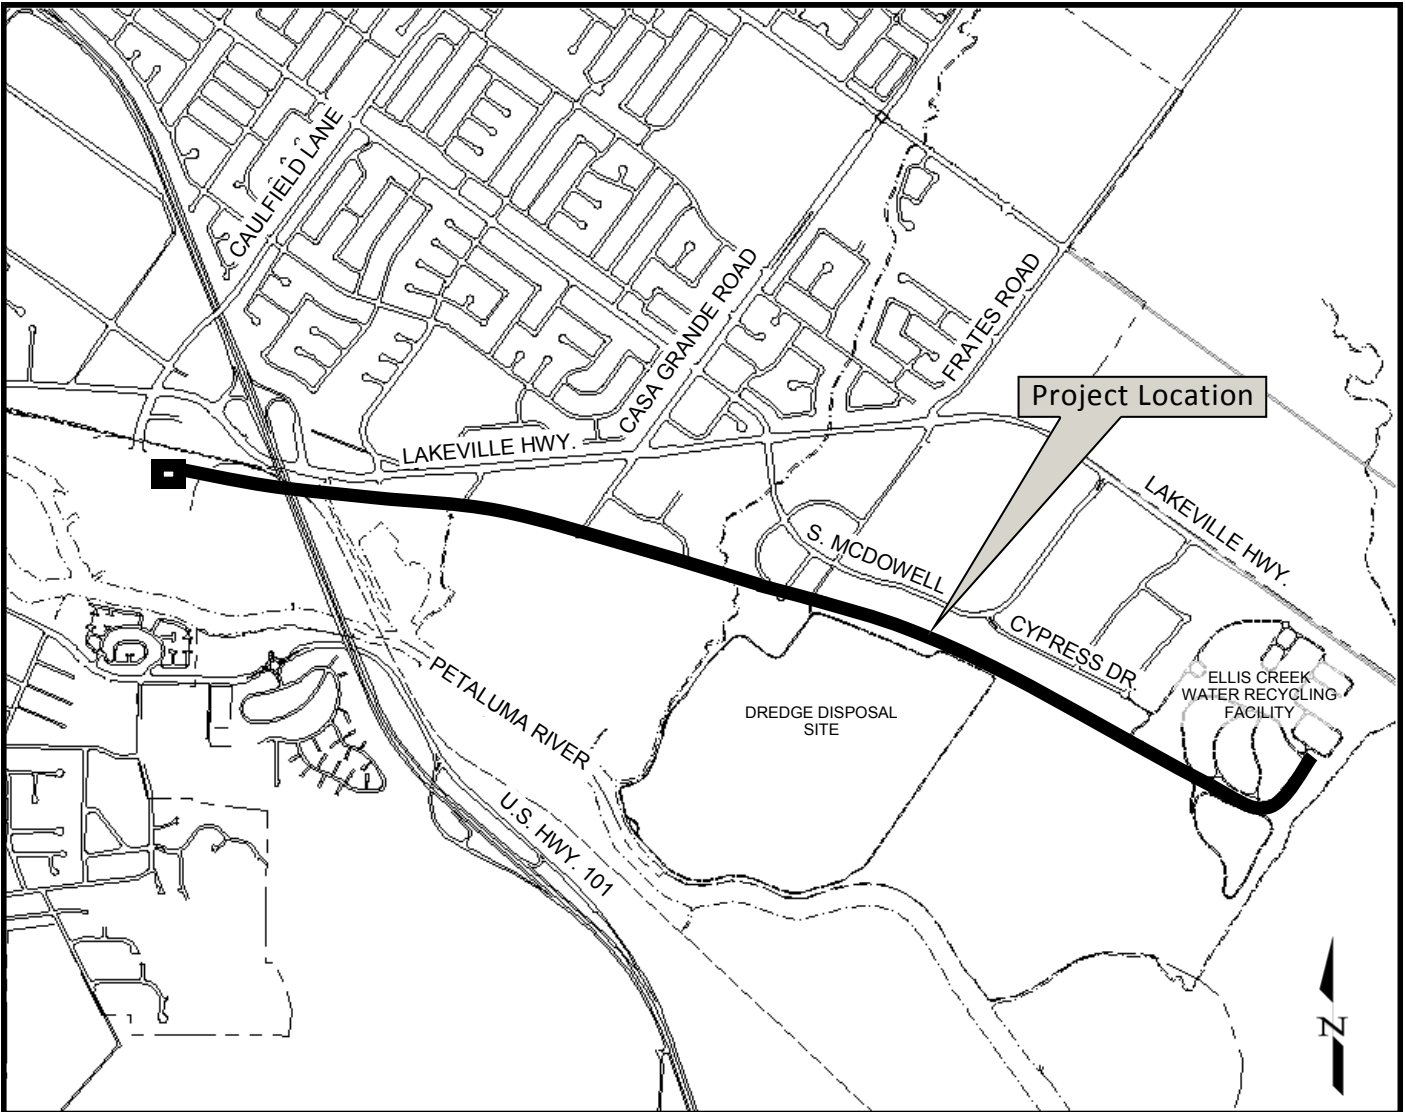 CAULFIELD LANE
CASA GRANDE ROAD
FRATES ROAD
Project Location
LAKEVILLE HWY.
LAKEVILLE HWY.
S. MCDOWELL
CYPRESS DR.
ELLIS CREEK
WATER RECYCLING
FACILITY
PETALUMA RIVER
DREDGE DISPOSAL
SITE
U.S. HWY. 101
N